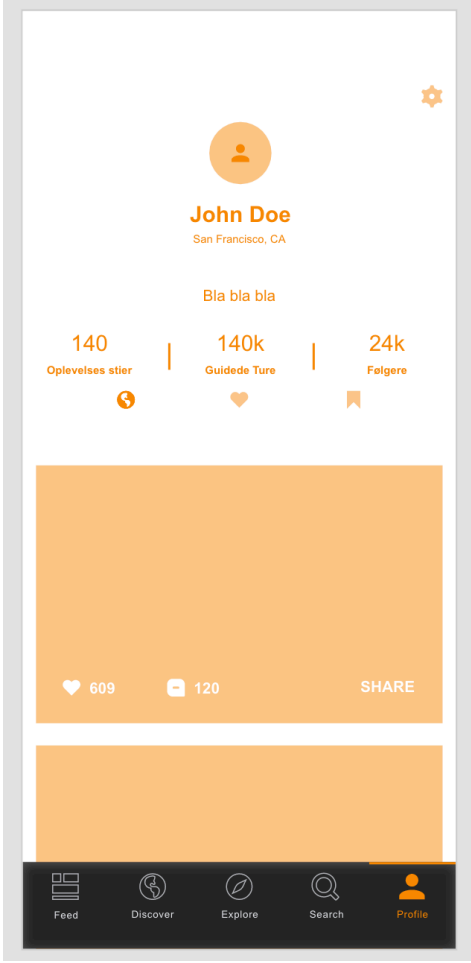 John Doe
San Francisco, CA
Bla bla bla
140 140k 24k
Oplevelses stier Guidede Ture Følgere
609 120 SHARE
Feed Discover Explore Search Profile